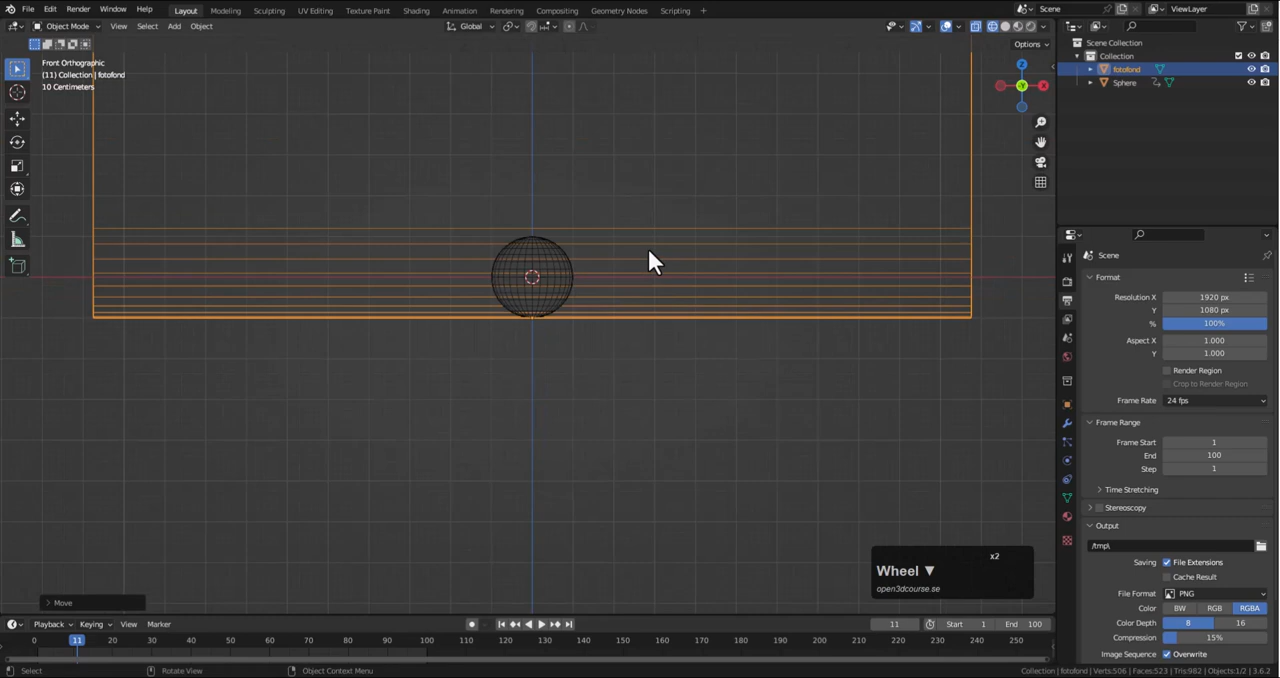 File Edit Render Window Help Layout Modeling Sculpting UV Editing Texture Paint Shading Animation Rendering Compositing Geometry Nodes Scripting + Scene ViewLayer
Object Mode View Select Add Object Global
Options
Front Orthographic
(11) Collection | fotofond
10 Centimeters
Z
Y
X
Scene Collection
Collection
fotofond
Sphere
Scene
Format
Resolution X 1920 px
Y 1080 px
% 100%
Aspect X 1.000
Y 1.000
Render Region
Crop to Render Region
Frame Rate 24 fps
Frame Range
Frame Start 1
End 100
Step 1
Time Stretching
Stereoscopy
Output
/tmp\
Saving File Extensions
Cache Result
File Format PNG
Color BW RGB RGBA
Color Depth 8 16
Compression 15%
Image Sequence Overwrite
x2
Wheel ▼
open3dcourse.se
Move
Playback Keying View Marker 11 Start 1 End 100
0 11 20 30 40 50 60 70 80 90 100 110 120 130 140 150 160 170 180 190 200 210 220 230 240 250
Select Rotate View Object Context Menu Collection | fotofond | Verts:506 | Faces:523 | Tris:982 | Objects:1/2 | 3.6.2